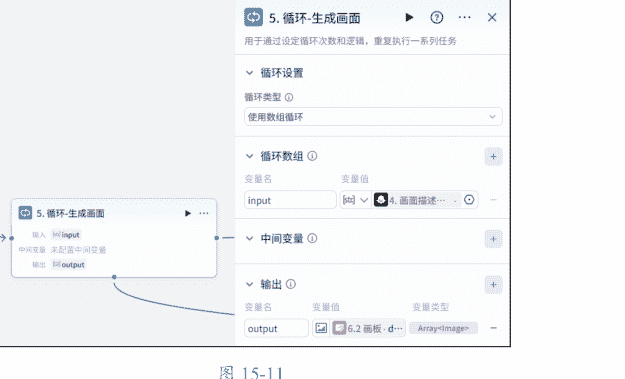 5. 循环-生成画面
用于通过设定循环次数和逻辑，重复执行一系列任务
循环设置
循环类型
使用数组循环
循环数组
变量名 变量值
input [str] 4. 画面描述… ·
5. 循环-生成画面
输入 [str] input
中间变量 未配置中间变量
输出 [str] output
中间变量
输出
变量名 变量值 变量类型
output 6.2 画板 · d… Array<Image>
图 15-11